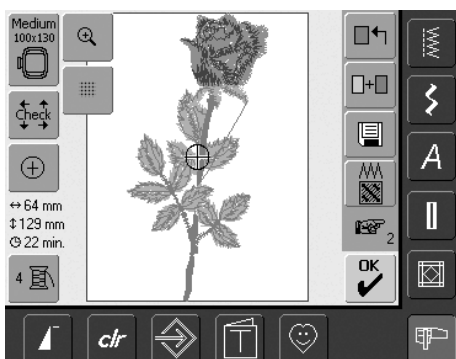 Medium
100x130
Check
64 mm
129 mm
22 min.
4
2
OK
A
clr
T